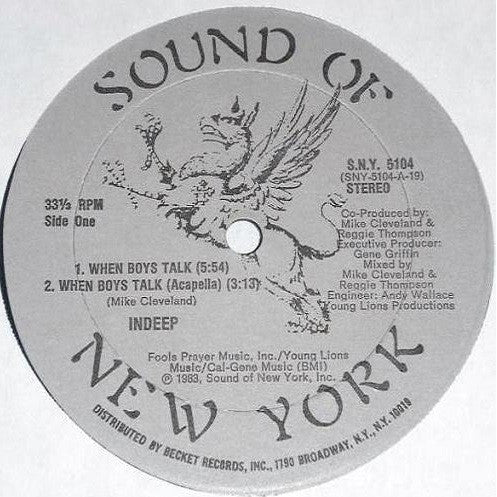 SOUND OF
S.N.Y. 5104
(SNY-5104-A-19)
STEREO
33⅓ RPM
Side One
Co-Produced by:
Mike Cleveland &
Reggie Thompson
Executive Producer:
Gene Griffin
Mixed by
Mike Cleveland &
Reggie Thompson
Engineer: Andy Wallace
Young Lions Productions
1. WHEN BOYS TALK (5:54)
2. WHEN BOYS TALK (Acapella) (3:13)
(Mike Cleveland)
INDEEP
Fools Prayer Music, Inc./Young Lions
Music/Cal-Gene Music (BMI)
℗ 1983, Sound of New York, Inc.
NEW YORK
DISTRIBUTED BY BECKET RECORDS, INC., 1790 BROADWAY, N.Y., N.Y. 10019